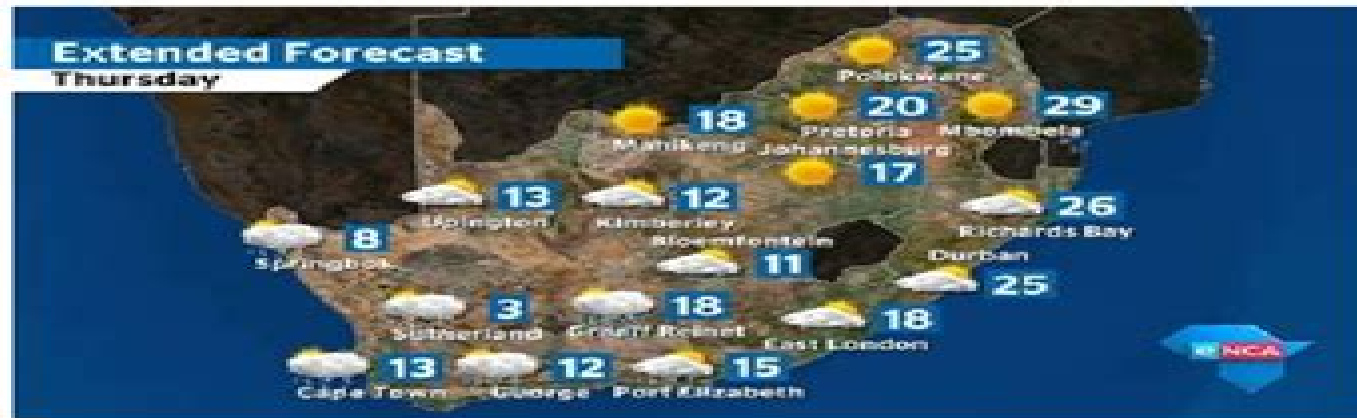 Extended Forecast
Thursday
25
Polokwane
20
29
Pretoria
Mbombela
18
Mahikeng
Johannesburg
17
13
Upington
12
Kimberley
26
Richards Bay
8
Springbok
Bloemfontein
11
Durban
25
3
Sutherland
18
Graaff Reinet
18
East London
13
Cape Town
12
George
15
Port Elizabeth
eNCA